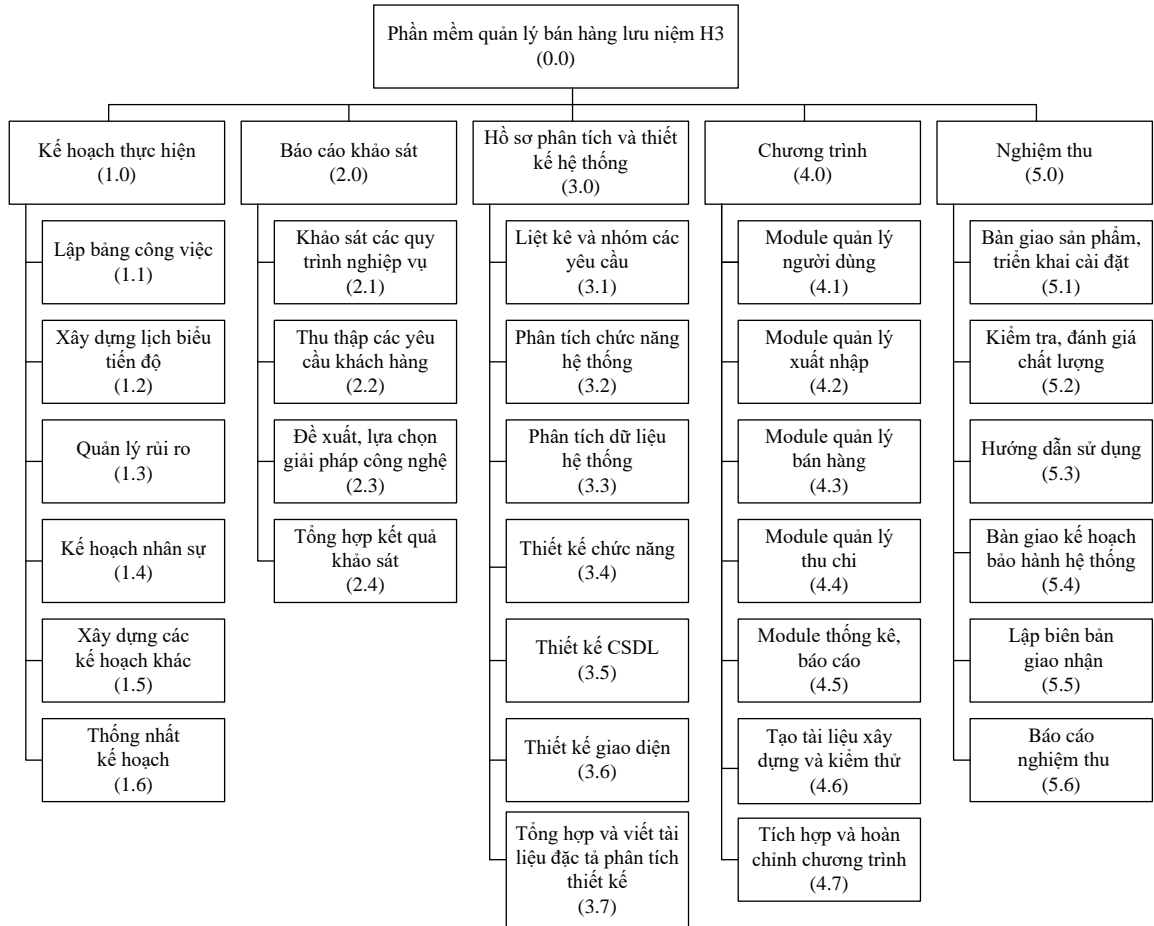 Phần mềm quản lý bán hàng lưu niệm H3
(0.0)
Kế hoạch thực hiện
(1.0)
Lập bảng công việc
(1.1)
Xây dựng lịch biểu
tiến độ
(1.2)
Quản lý rủi ro
(1.3)
Kế hoạch nhân sự
(1.4)
Xây dựng các
kế hoạch khác
(1.5)
Thống nhất
kế hoạch
(1.6)
Báo cáo khảo sát
(2.0)
Khảo sát các quy
trình nghiệp vụ
(2.1)
Thu thập các yêu
cầu khách hàng
(2.2)
Đề xuất, lựa chọn
giải pháp công nghệ
(2.3)
Tổng hợp kết quả
khảo sát
(2.4)
Hồ sơ phân tích và thiết
kế hệ thống
(3.0)
Liệt kê và nhóm các
yêu cầu
(3.1)
Phân tích chức năng
hệ thống
(3.2)
Phân tích dữ liệu
hệ thống
(3.3)
Thiết kế chức năng
(3.4)
Thiết kế CSDL
(3.5)
Thiết kế giao diện
(3.6)
Tổng hợp và viết tài
liệu đặc tả phân tích
thiết kế
(3.7)
Chương trình
(4.0)
Module quản lý
người dùng
(4.1)
Module quản lý
xuất nhập
(4.2)
Module quản lý
bán hàng
(4.3)
Module quản lý
thu chi
(4.4)
Module thống kê,
báo cáo
(4.5)
Tạo tài liệu xây
dựng và kiểm thử
(4.6)
Tích hợp và hoàn
chỉnh chương trình
(4.7)
Nghiệm thu
(5.0)
Bàn giao sản phẩm,
triển khai cài đặt
(5.1)
Kiểm tra, đánh giá
chất lượng
(5.2)
Hướng dẫn sử dụng
(5.3)
Bàn giao kế hoạch
bảo hành hệ thống
(5.4)
Lập biên bản
giao nhận
(5.5)
Báo cáo
nghiệm thu
(5.6)